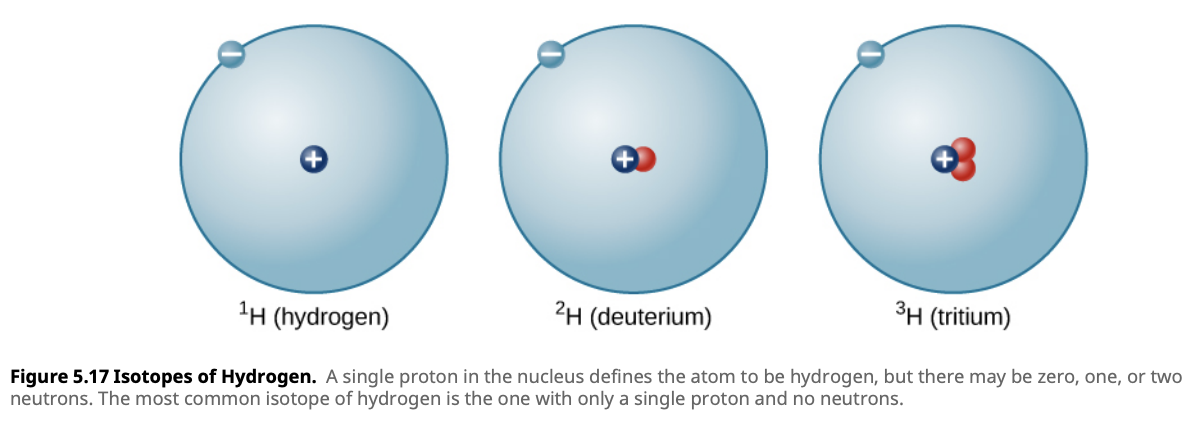 ¹H (hydrogen)
²H (deuterium)
³H (tritium)
Figure 5.17 Isotopes of Hydrogen. A single proton in the nucleus defines the atom to be hydrogen, but there may be zero, one, or two
neutrons. The most common isotope of hydrogen is the one with only a single proton and no neutrons.